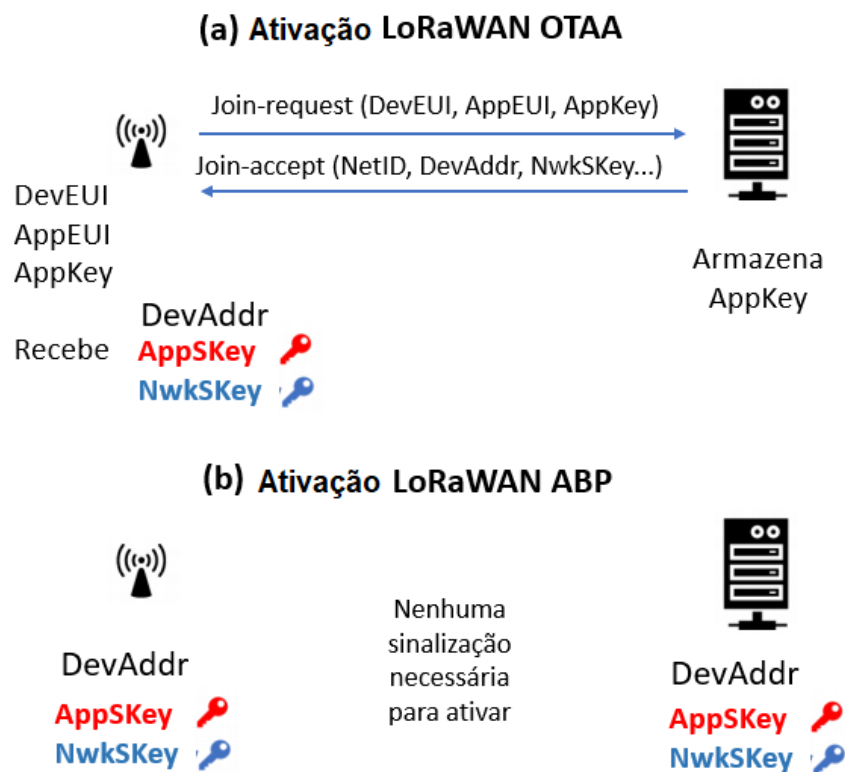 (a) Ativação LoRaWAN OTAA
Join-request (DevEUI, AppEUI, AppKey)
Join-accept (NetID, DevAddr, NwkSKey...)
DevEUI
AppEUI
AppKey
Armazena
AppKey
DevAddr
Recebe AppSKey
NwkSKey
(b) Ativação LoRaWAN ABP
Nenhuma
sinalização
necessária
para ativar
DevAddr
AppSKey
NwkSKey
DevAddr
AppSKey
NwkSKey